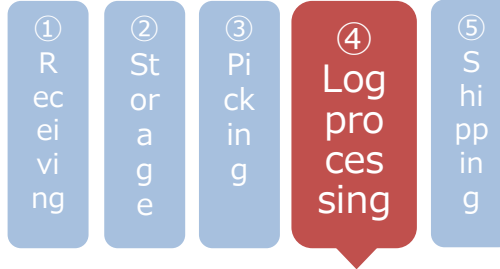 ①
R
ec
ei
vi
ng
②
St
or
a
g
e
③
Pi
ck
in
g
④
Log
pro
ces
sing
⑤
S
hi
pp
in
g